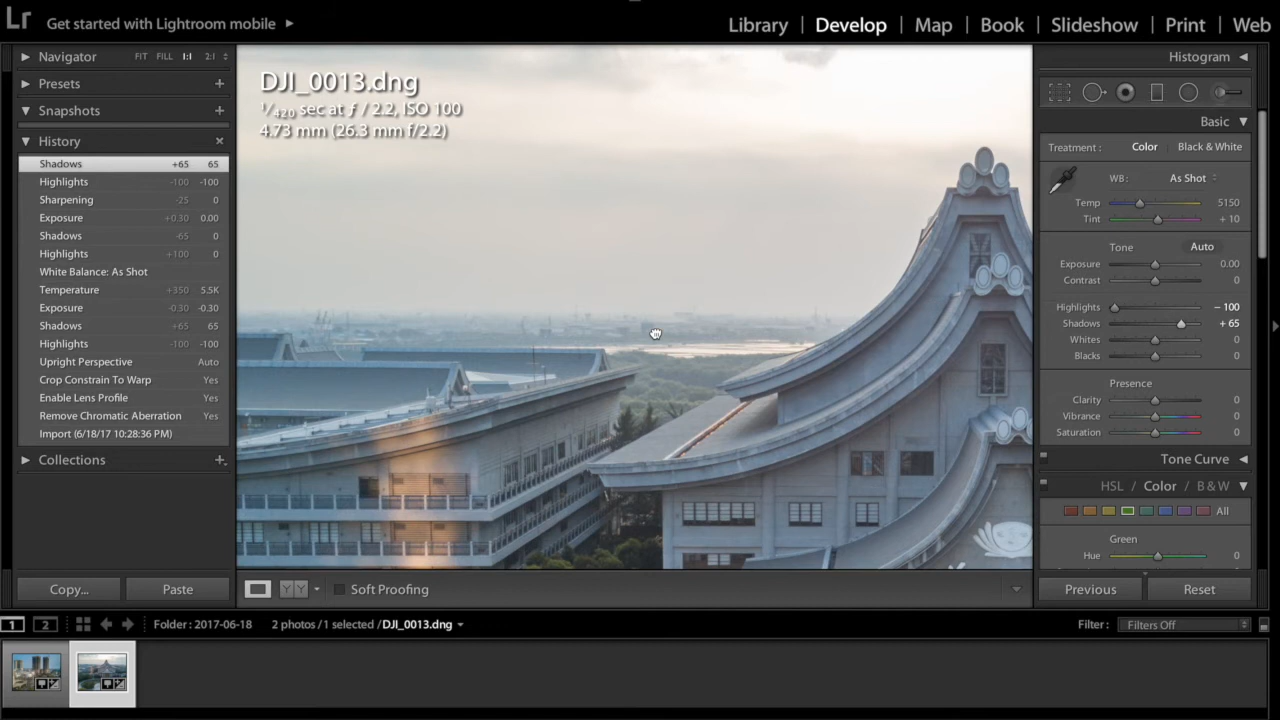 Lr Get started with Lightroom mobile
Library | Develop | Map | Book | Slideshow | Print | Web
Navigator FIT FILL 1:1 2:1
Presets
Snapshots
History
Shadows +65 65
Highlights -100 -100
Sharpening -25 0
Exposure +0.30 0.00
Shadows -65 0
Highlights +100 0
White Balance: As Shot
Temperature +350 5.5K
Exposure -0.30 -0.30
Shadows +65 65
Highlights -100 -100
Upright Perspective Auto
Crop Constrain To Warp Yes
Enable Lens Profile Yes
Remove Chromatic Aberration Yes
Import (6/18/17 10:28:36 PM)
Collections
Copy... Paste
DJI_0013.dng
1/420 sec at ƒ / 2.2, ISO 100
4.73 mm (26.3 mm f/2.2)
Y Y Soft Proofing
Histogram
Basic
Treatment : Color Black & White
WB : As Shot
Temp 5150
Tint + 10
Tone Auto
Exposure 0.00
Contrast 0
Highlights − 100
Shadows + 65
Whites 0
Blacks 0
Presence
Clarity 0
Vibrance 0
Saturation 0
Tone Curve
HSL / Color / B & W
All
Green
Hue 0
Previous Reset
1 2 Folder : 2017-06-18 2 photos / 1 selected / DJI_0013.dng Filter : Filters Off